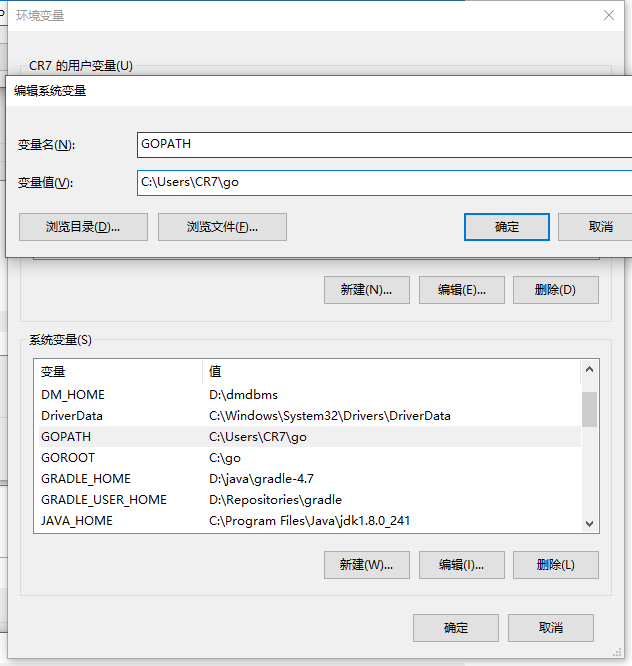 环境变量
CR7 的用户变量(U)
编辑系统变量
变量名(N): GOPATH
变量值(V): C:\Users\CR7\go
浏览目录(D)... 浏览文件(F)... 确定 取消
新建(N)... 编辑(E)... 删除(D)
系统变量(S)
变量 值
DM_HOME D:\dmdbms
DriverData C:\Windows\System32\Drivers\DriverData
GOPATH C:\Users\CR7\go
GOROOT C:\go
GRADLE_HOME D:\java\gradle-4.7
GRADLE_USER_HOME D:\Repositories\gradle
JAVA_HOME C:\Program Files\Java\jdk1.8.0_241
新建(W)... 编辑(I)... 删除(L)
确定 取消